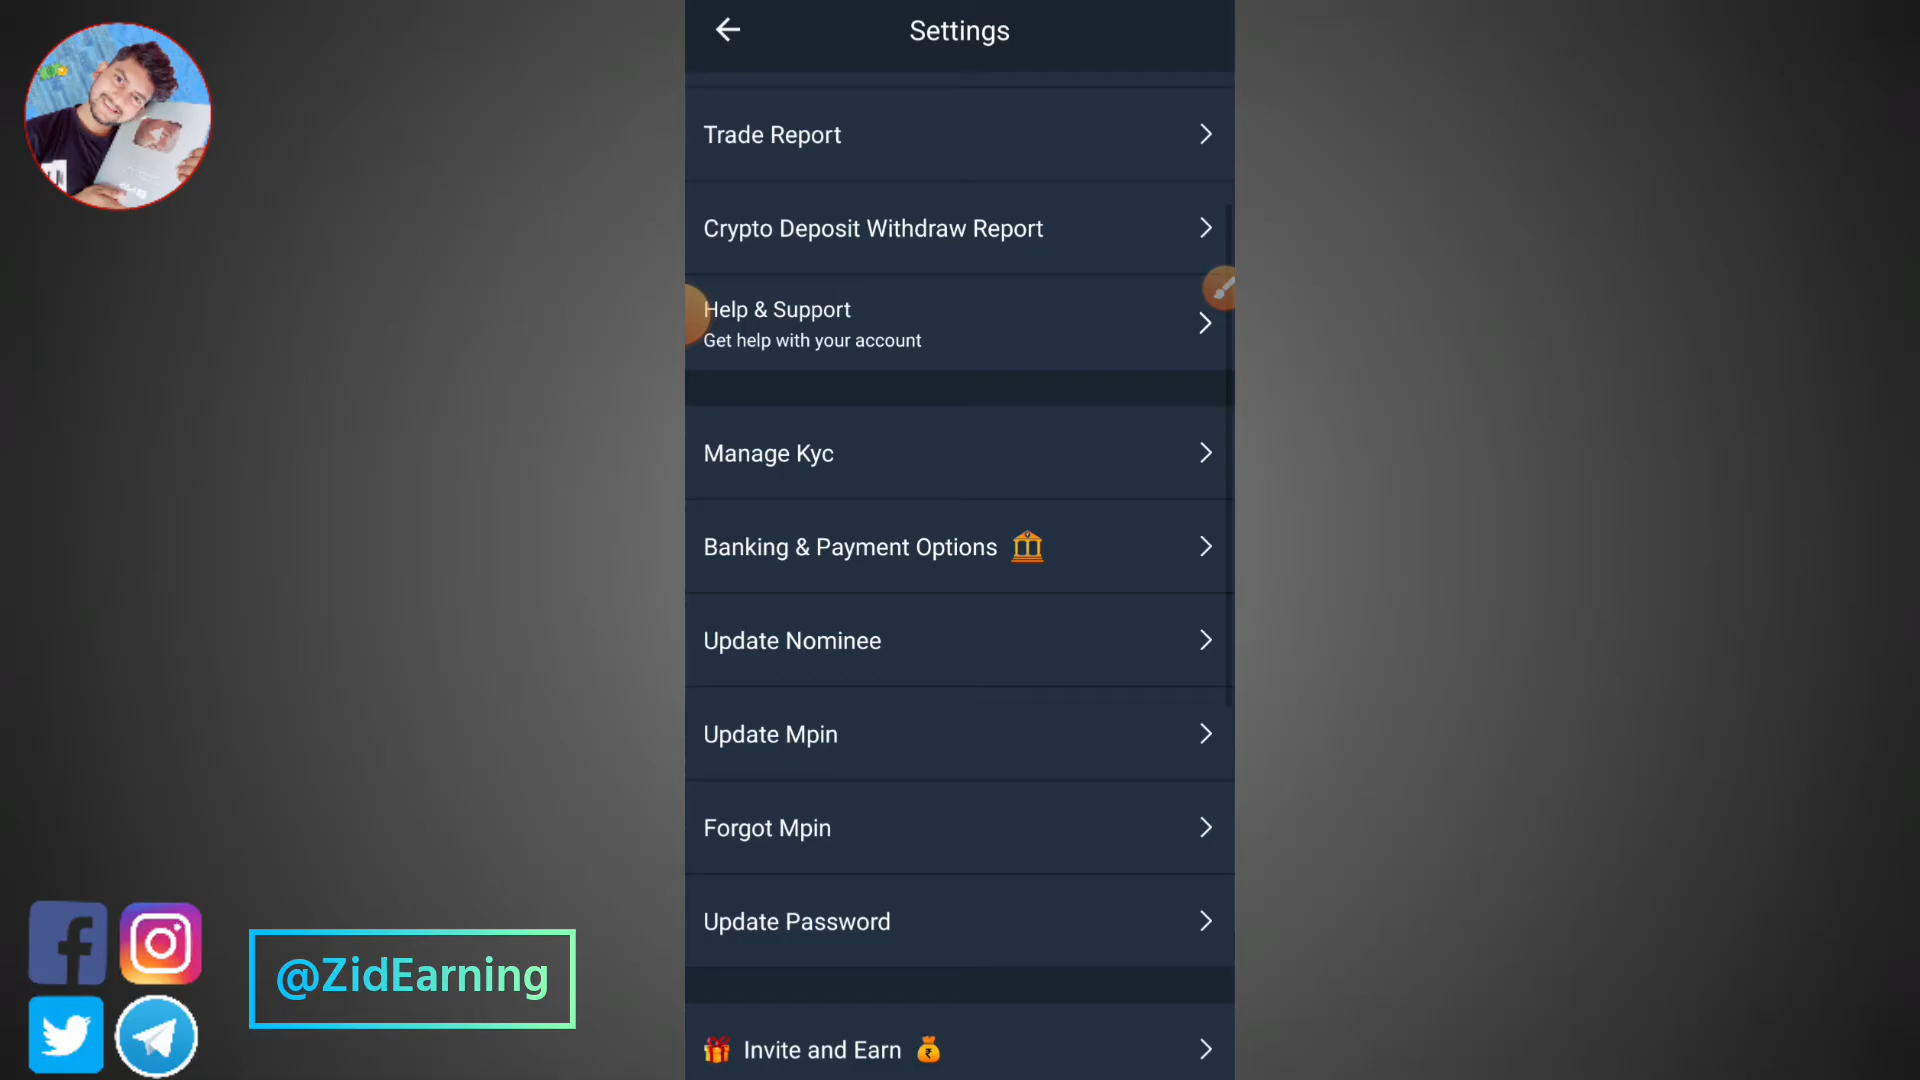 Settings
Trade Report
Crypto Deposit Withdraw Report
Help & Support
Get help with your account
Manage Kyc
Banking & Payment Options
Update Nominee
Update Mpin
Forgot Mpin
Update Password
@ZidEarning
Invite and Earn